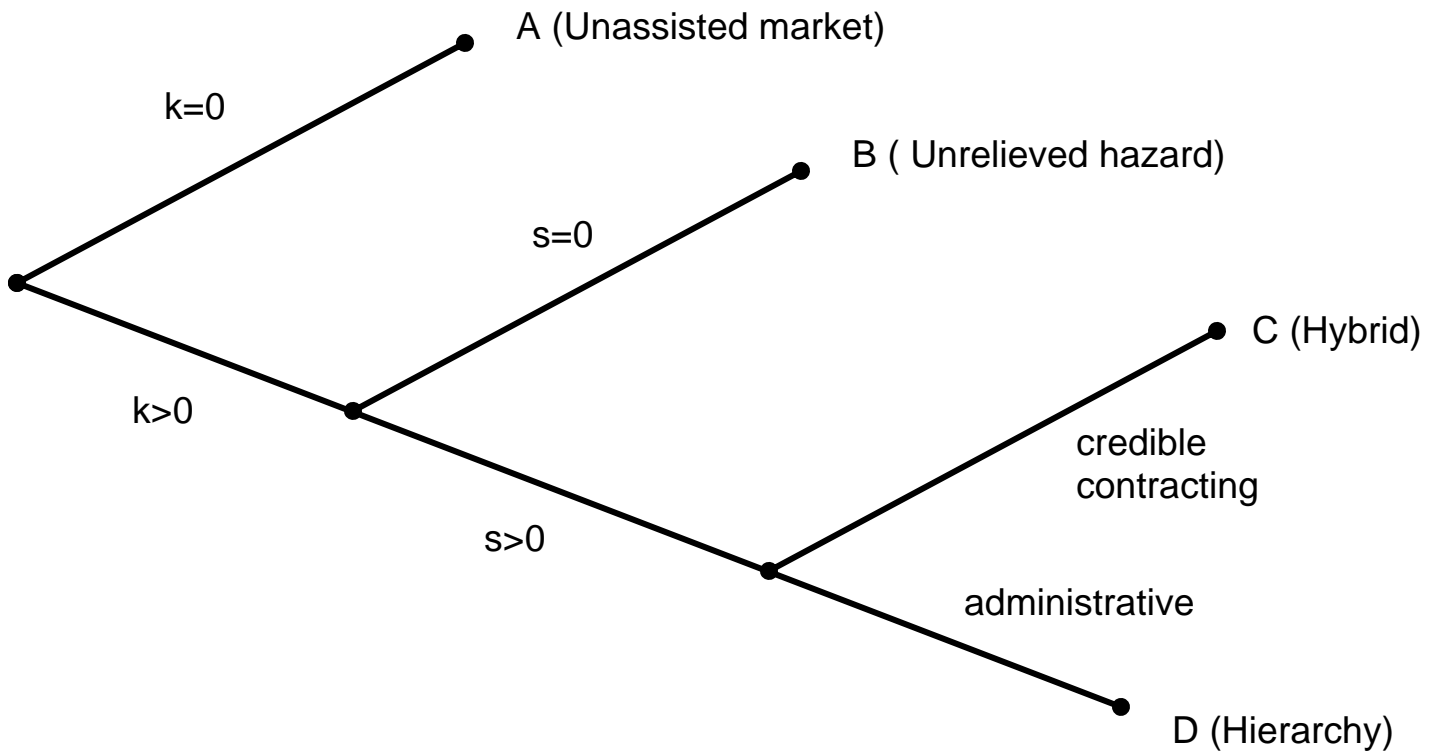 A (Unassisted market)
k=0
B ( Unrelieved hazard)
s=0
C (Hybrid)
k>0
credible
contracting
s>0
administrative
D (Hierarchy)